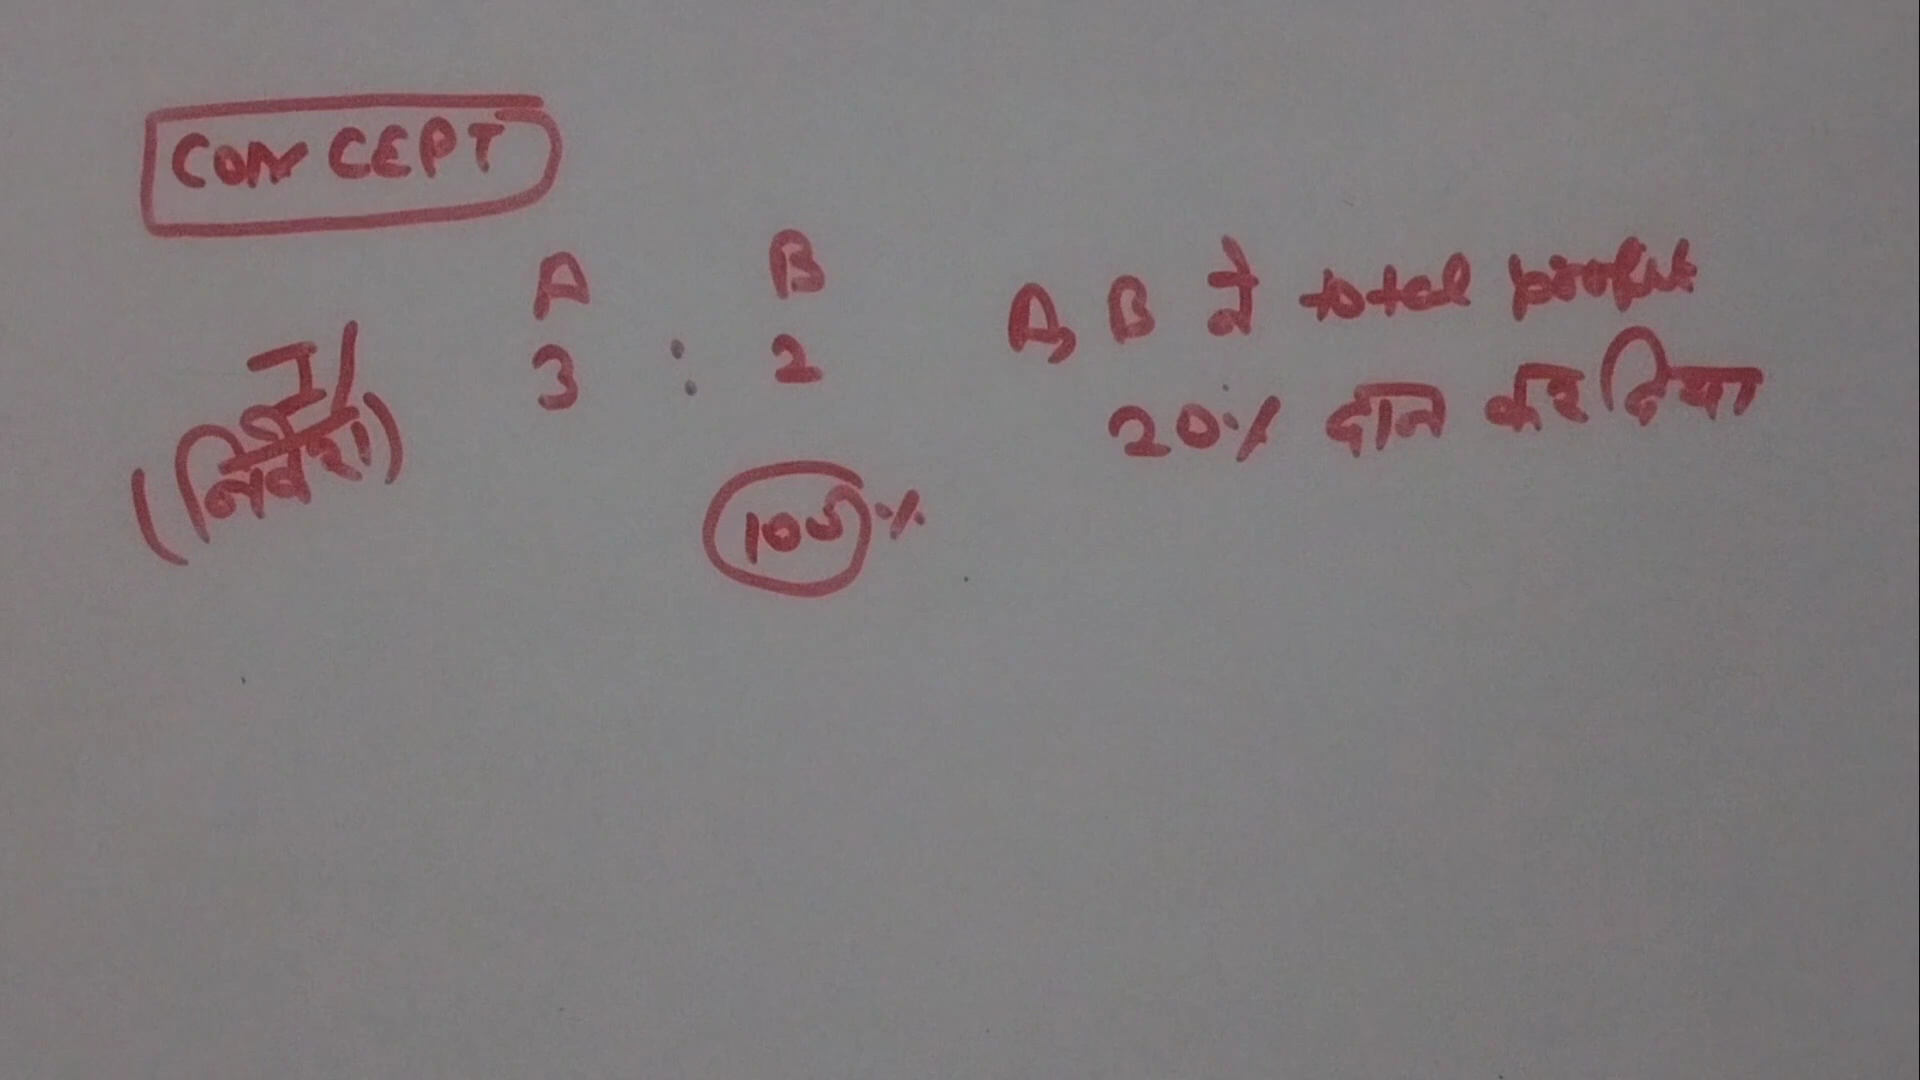 CONCEPT
A B
I/ 3 : 2
(निवेश)
A, B ने total profit
20% दान कर दिया
100%